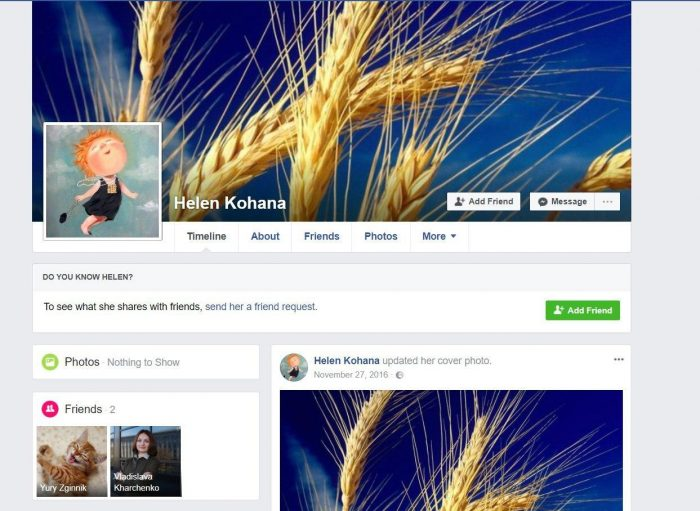 Helen Kohana
Add Friend
Message
Timeline
About
Friends
Photos
More
DO YOU KNOW HELEN?
To see what she shares with friends, send her a friend request.
Add Friend
Photos · Nothing to Show
Helen Kohana updated her cover photo.
November 27, 2016 ·
Friends · 2
Yury Zginnik
Vladislava
Kharchenko